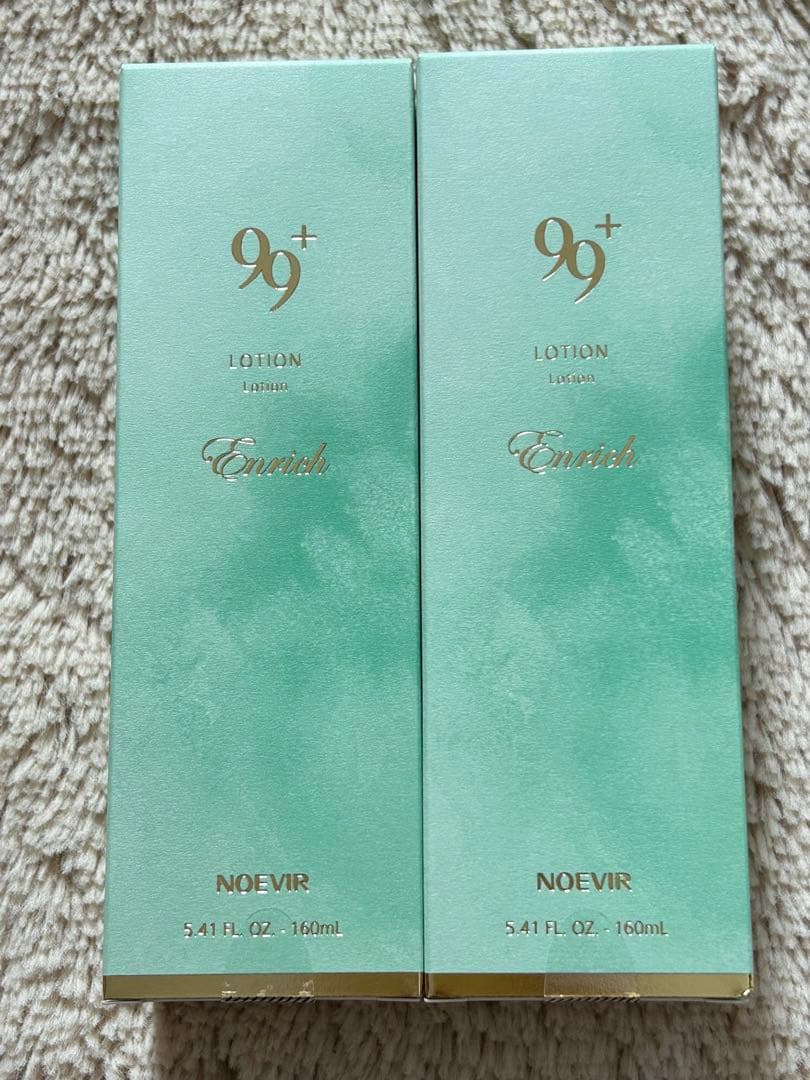 99+
LOTION
Lotion
Enrich
NOEVIR
5.41 FL. OZ. - 160mL
99+
LOTION
Lotion
Enrich
NOEVIR
5.41 FL. OZ. - 160mL